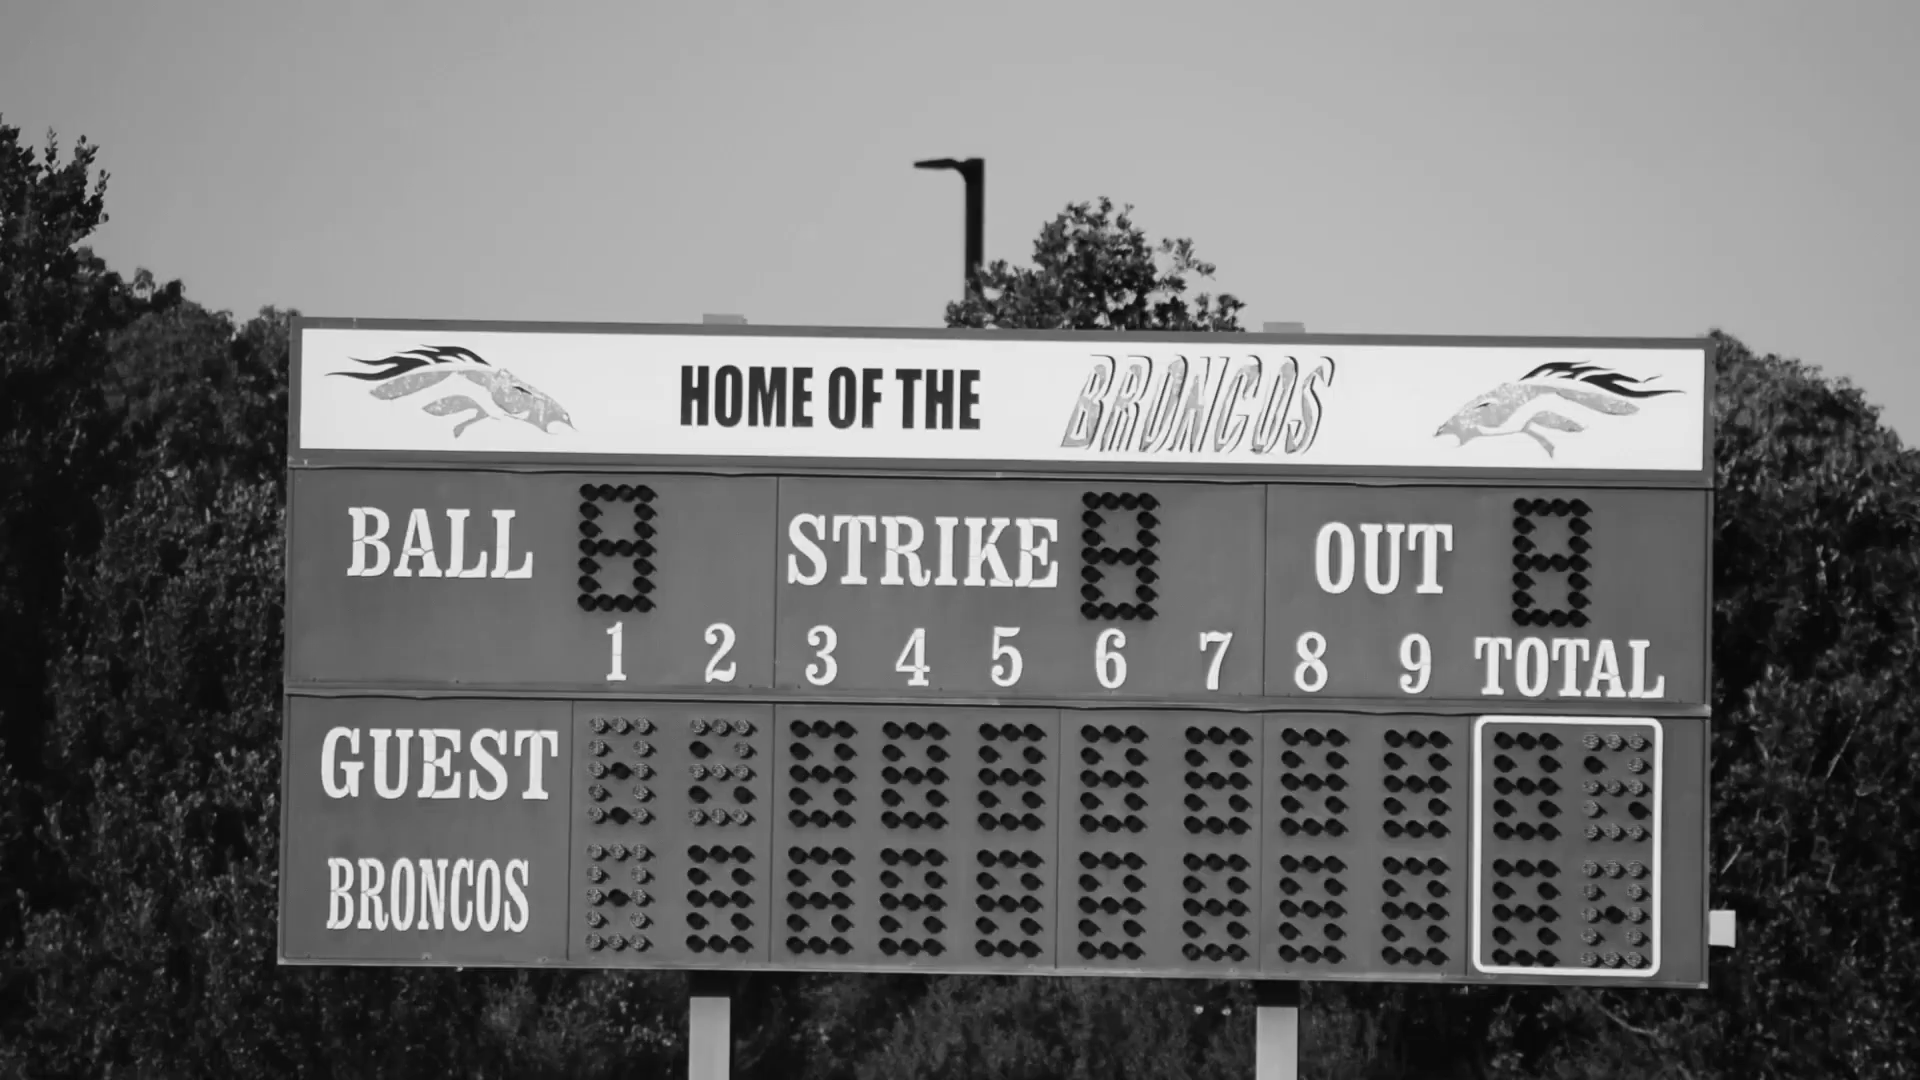 HOME OF THE BRONCOS
BALL STRIKE OUT
1 2 3 4 5 6 7 8 9 TOTAL
GUEST
BRONCOS